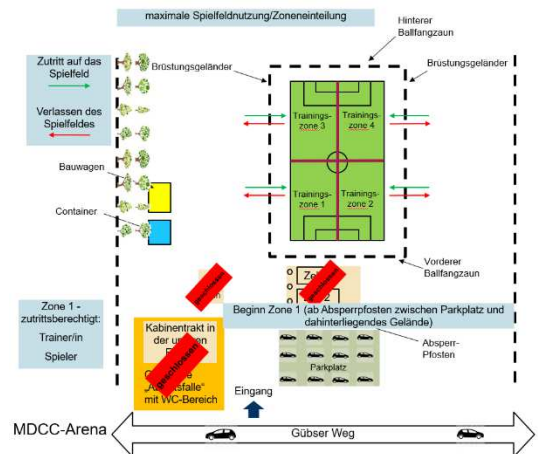 maximale Spielfeldnutzung/Zoneneinteilung
Hinterer
Ballfangzaun
Zutritt auf das
Spielfeld
Verlassen des
Spielfeldes
Brüstungsgeländer
Brüstungsgeländer
Trainings-
zone 3
Trainings-
zone 4
Bauwagen
Container
Trainings-
zone 1
Trainings-
zone 2
Vorderer
Ballfangzaun
geschlossen
geschlossen
Zone 1 -
zutrittsberechtigt:
Trainer/in
Spieler
Beginn Zone 1 (ab Absperrpfosten zwischen Parkplatz und
dahinterliegendes Gelände)
Kabinentrakt in
der
geschlossen
mit WC-Bereich
Absperr-
Pfosten
Parkplatz
Eingang
MDCC-Arena
Gübser Weg